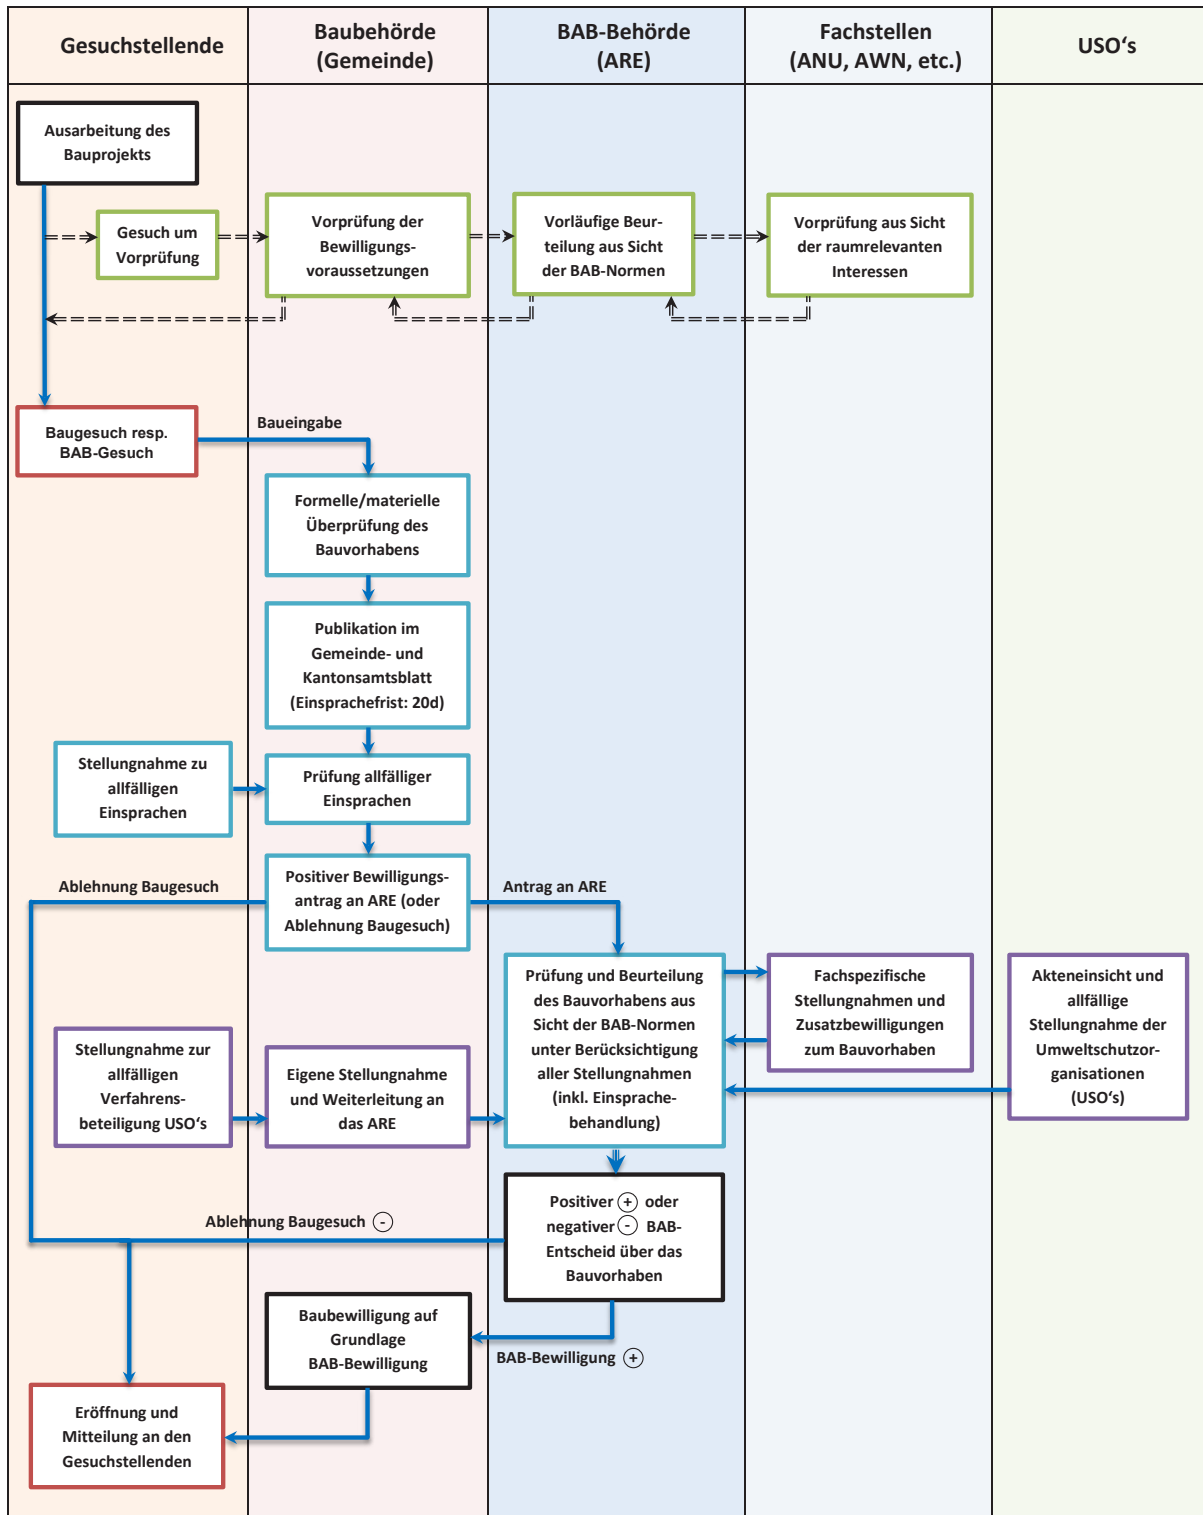 Gesuchstellende
Baubehörde
(Gemeinde)
BAB-Behörde
(ARE)
Fachstellen
(ANU, AWN, etc.)
USO‘s
Ausarbeitung des
Bauprojekts
Gesuch um
Vorprüfung
Vorprüfung der
Bewilligungs-
voraussetzungen
Vorläufige Beur-
teilung aus Sicht
der BAB-Normen
Vorprüfung aus Sicht
der raumrelevanten
Interessen
Baugesuch resp.
BAB-Gesuch
Baueingabe
Formelle/materielle
Überprüfung des
Bauvorhabens
Publikation im
Gemeinde- und
Kantonsamtsblatt
(Einsprachefrist: 20d)
Stellungnahme zu
allfälligen
Einsprachen
Prüfung allfälliger
Einsprachen
Ablehnung Baugesuch
Positiver Bewilligungs-
antrag an ARE (oder
Ablehnung Baugesuch)
Antrag an ARE
Prüfung und Beurteilung
des Bauvorhabens aus
Sicht der BAB-Normen
unter Berücksichtigung
aller Stellungnahmen
(inkl. Einsprache-
behandlung)
Fachspezifische
Stellungnahmen und
Zusatzbewilligungen
zum Bauvorhaben
Akteneinsicht und
allfällige
Stellungnahme der
Umweltschutzor-
ganisationen
(USO‘s)
Stellungnahme zur
allfälligen
Verfahrens-
beteiligung USO‘s
Eigene Stellungnahme
und Weiterleitung an
das ARE
Ablehnung Baugesuch -
Positiver + oder
negativer - BAB-
Entscheid über das
Bauvorhaben
Baubewilligung auf
Grundlage
BAB-Bewilligung
BAB-Bewilligung +
Eröffnung und
Mitteilung an den
Gesuchstellenden